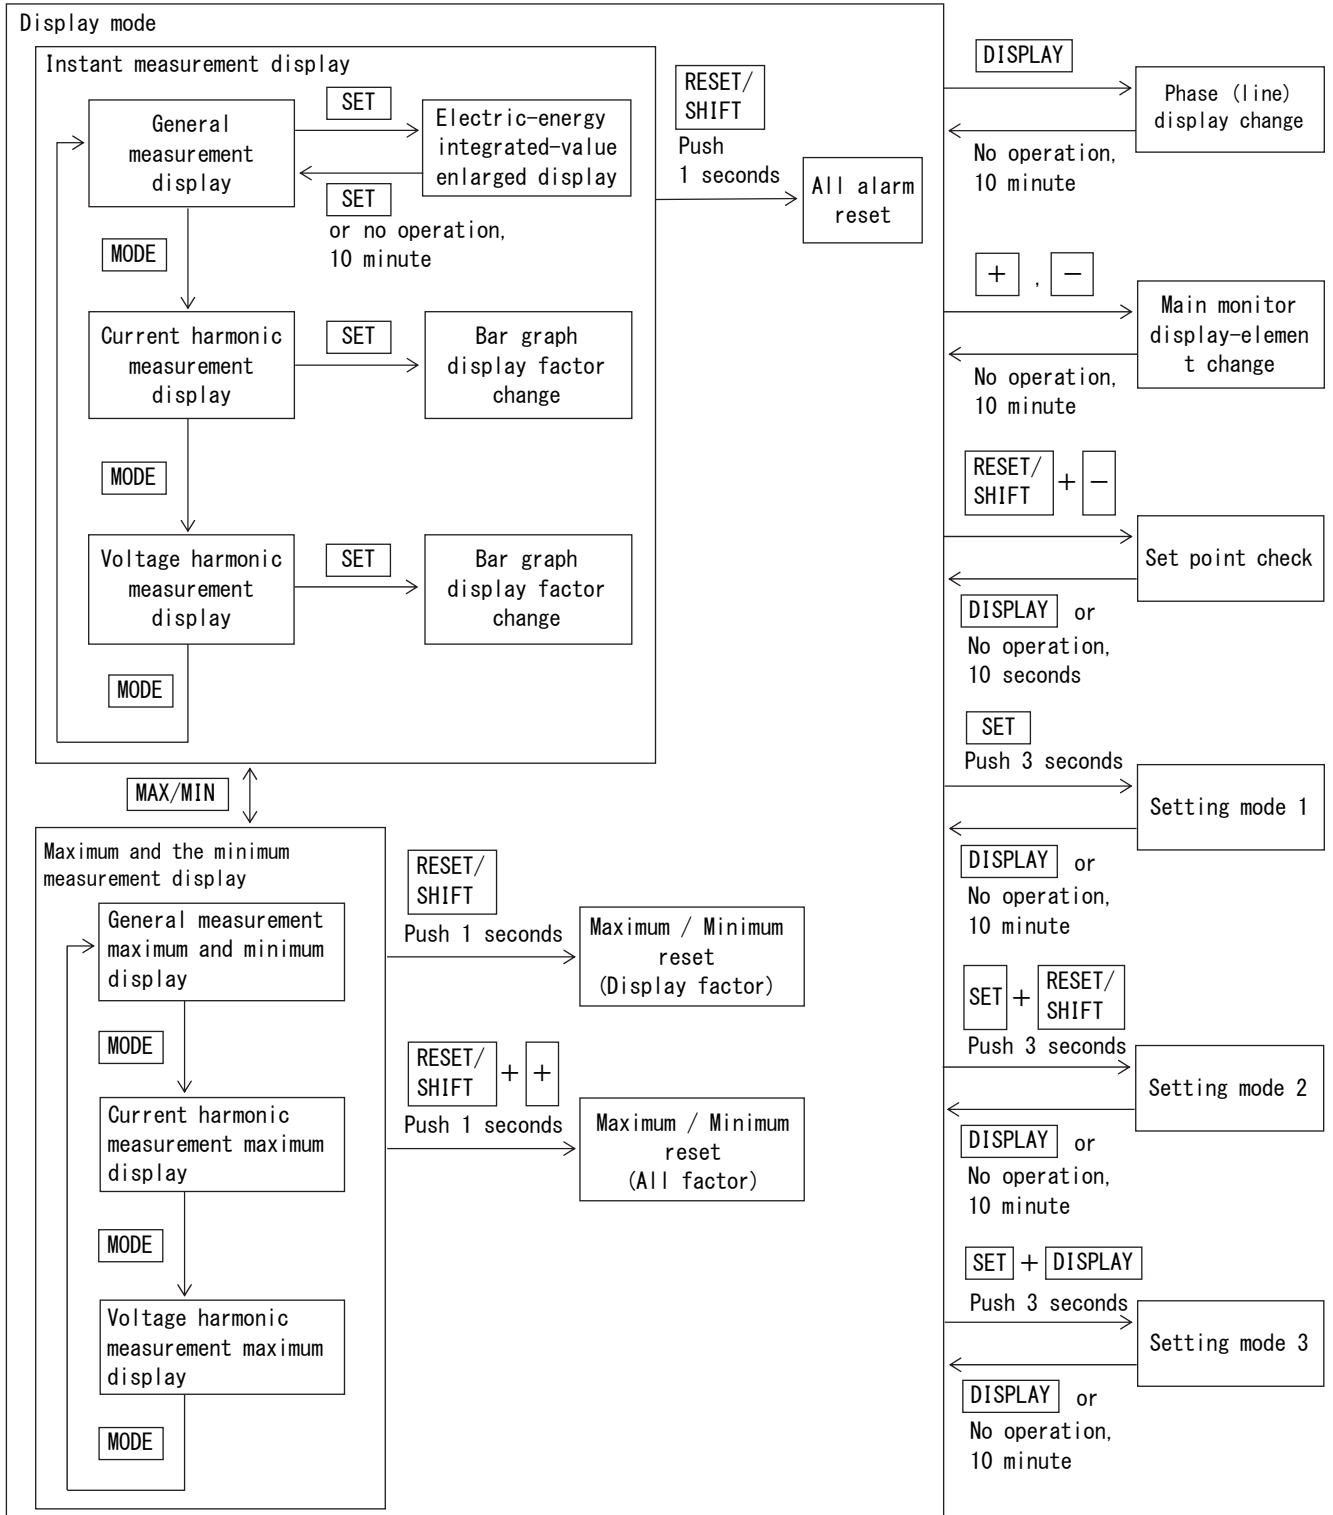 Display mode
Instant measurement display
General
measurement
display
SET
Electric-energy
integrated-value
enlarged display
SET
or no operation,
10 minute
RESET/
SHIFT
Push
1 seconds
All alarm
reset
MODE
Current harmonic
measurement
display
SET
Bar graph
display factor
change
MODE
Voltage harmonic
measurement
display
SET
Bar graph
display factor
change
MODE
MAX/MIN
Maximum and the minimum
measurement display
General measurement
maximum and minimum
display
MODE
Current harmonic
measurement maximum
display
MODE
Voltage harmonic
measurement maximum
display
MODE
RESET/
SHIFT
Push 1 seconds
Maximum / Minimum
reset
(Display factor)
RESET/
SHIFT + +
Push 1 seconds
Maximum / Minimum
reset
(All factor)
DISPLAY
Phase (line)
display change
No operation,
10 minute
+ , -
Main monitor
display-elemen
t change
No operation,
10 minute
RESET/
SHIFT + -
Set point check
DISPLAY or
No operation,
10 seconds
SET
Push 3 seconds
Setting mode 1
DISPLAY or
No operation,
10 minute
SET + RESET/
SHIFT
Push 3 seconds
Setting mode 2
DISPLAY or
No operation,
10 minute
SET + DISPLAY
Push 3 seconds
Setting mode 3
DISPLAY or
No operation,
10 minute